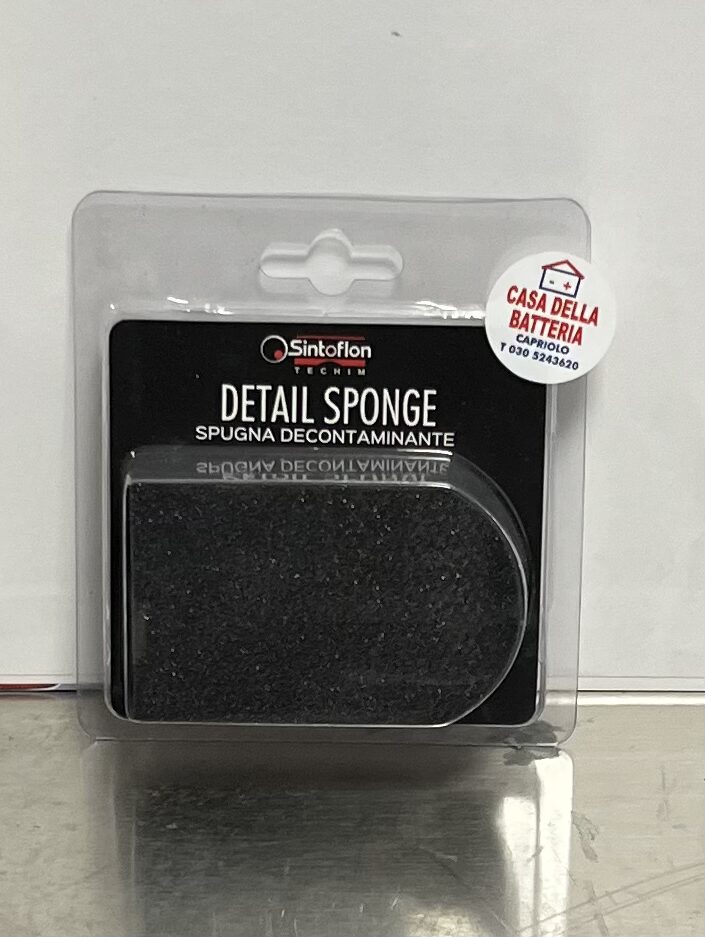 Sintoflon
TECHIM
DETAIL SPONGE
SPUGNA DECONTAMINANTE
CASA DELLA
BATTERIA
CAPRIOLO
T 030 5243620